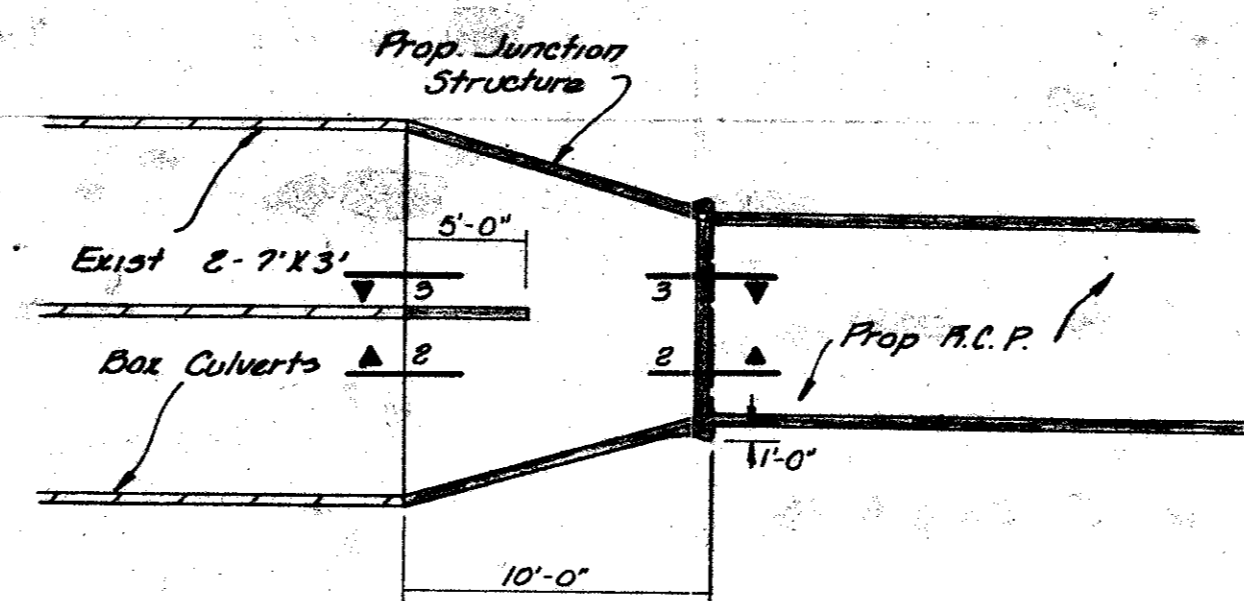 Prop. Junction
Structure
5'-0"
Exist 2-7'X3'
3
3
2
2
Box Culverts
Prop R.C.P.
1'-0"
10'-0"